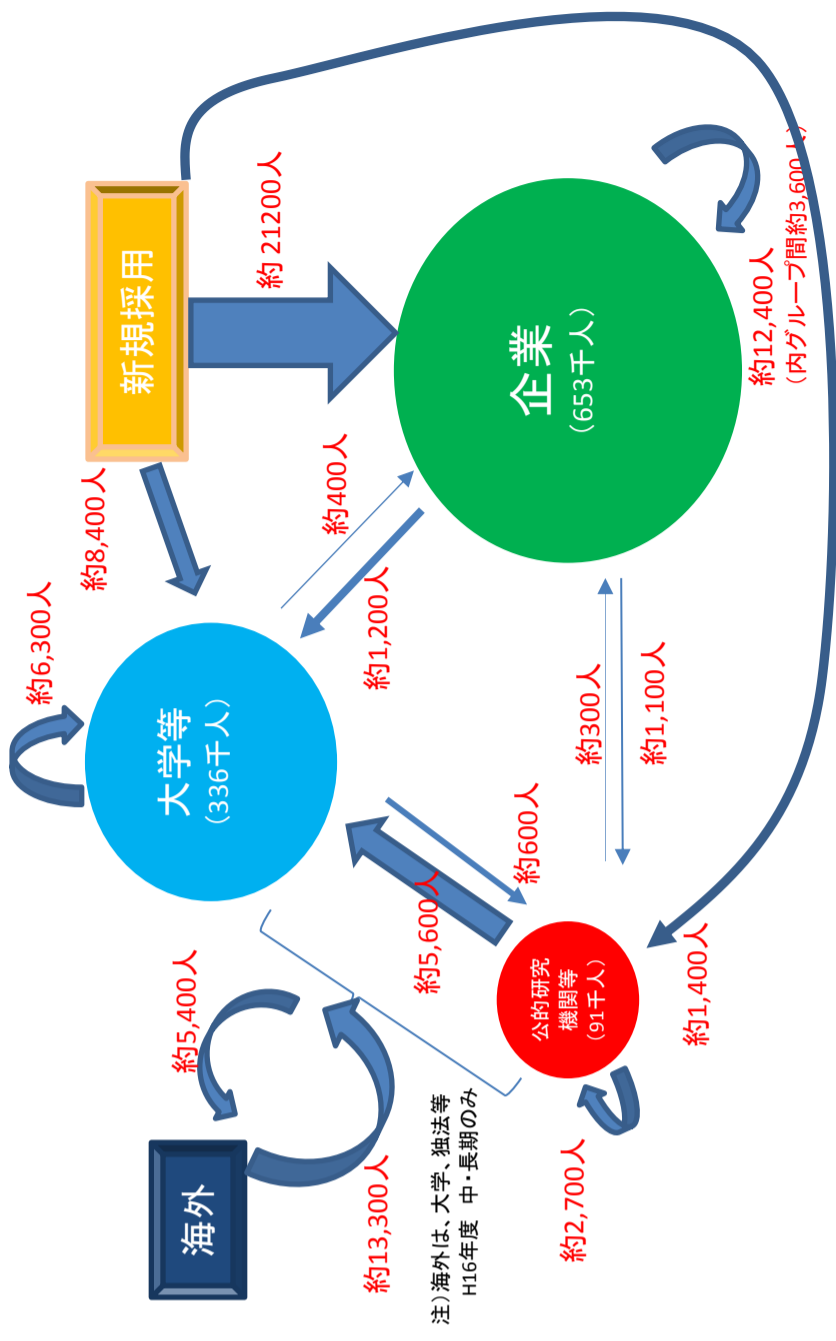 海外
約5,400人
約13,300人
注）海外は、大学、独法等
H16年度　中・長期のみ
約6,300人
大学等
（336千人）
約8,400人
新規採用
約 21200人
約400人
約1,200人
約5,600人
約600人
公的研究
機関等
（91千人）
約2,700人
約1,400人
約300人
約1,100人
企業
（653千人）
約12,400人
（内グループ間約3,600人）